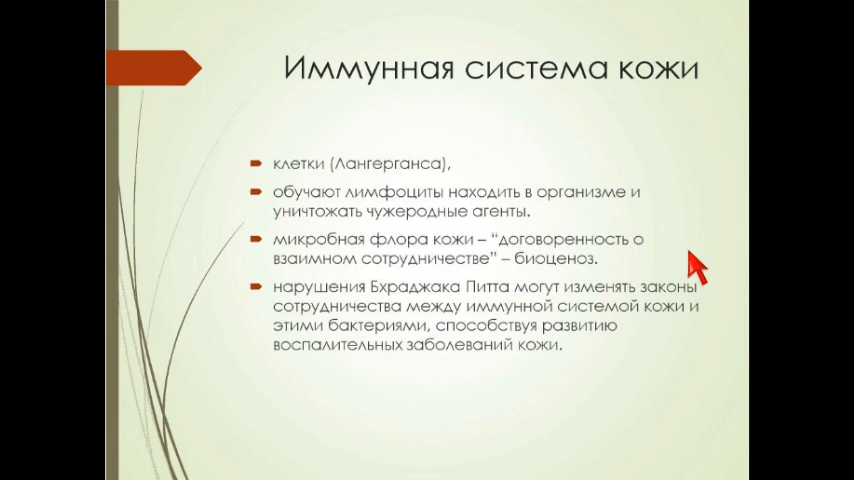 Иммунная система кожи
клетки (Лангерганса),
обучают лимфоциты находить в организме и
уничтожать чужеродные агенты.
микробная флора кожи – “договоренность о
взаимном сотрудничестве” – биоценоз.
нарушения Бхраджака Питта могут изменять законы
сотрудничества между иммунной системой кожи и
этими бактериями, способствуя развитию
воспалительных заболеваний кожи.